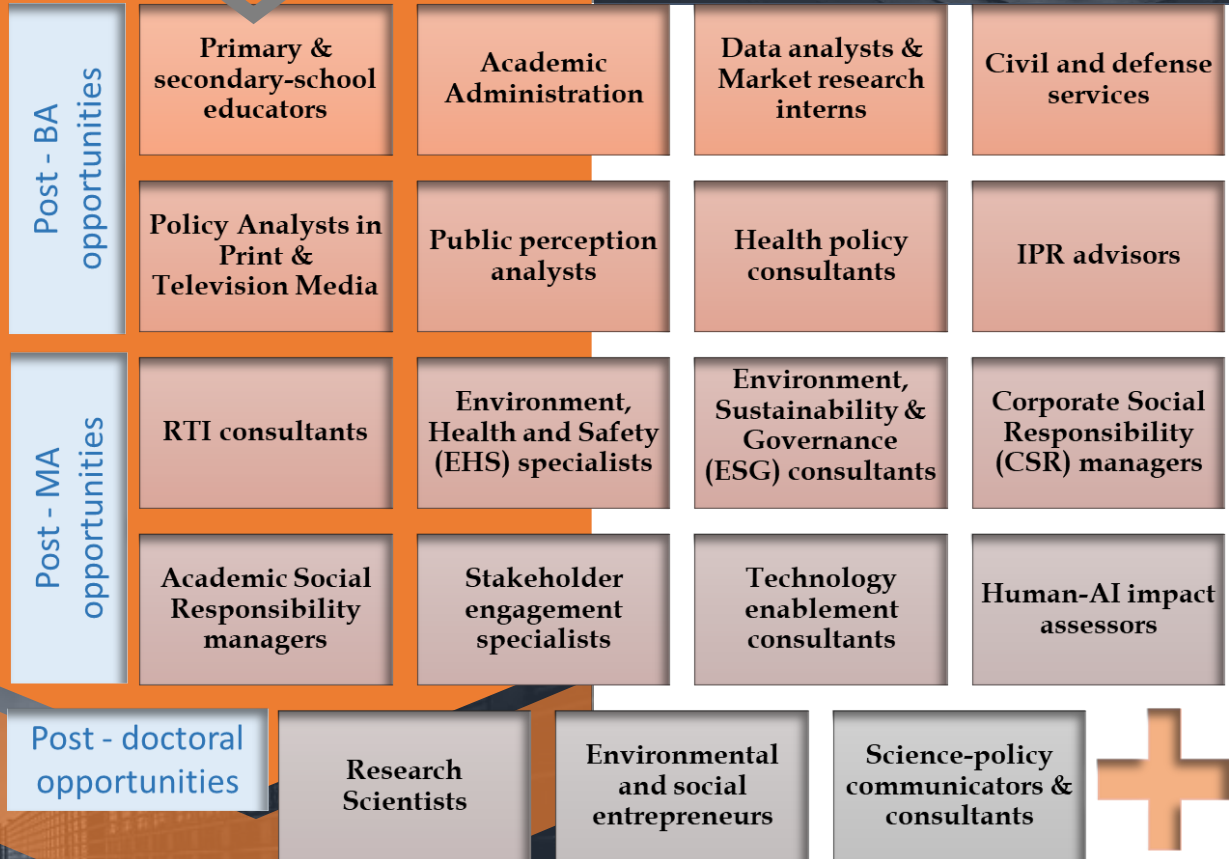 Post - BA
opportunities
Primary &
secondary-school
educators
Academic
Administration
Data analysts &
Market research
interns
Civil and defense
services
Policy Analysts in
Print &
Television Media
Public perception
analysts
Health policy
consultants
IPR advisors
Post - MA
opportunities
RTI consultants
Environment,
Health and Safety
(EHS) specialists
Environment,
Sustainability &
Governance
(ESG) consultants
Corporate Social
Responsibility
(CSR) managers
Academic Social
Responsibility
managers
Stakeholder
engagement
specialists
Technology
enablement
consultants
Human-AI impact
assessors
Post - doctoral
opportunities
Research
Scientists
Environmental
and social
entrepreneurs
Science-policy
communicators &
consultants